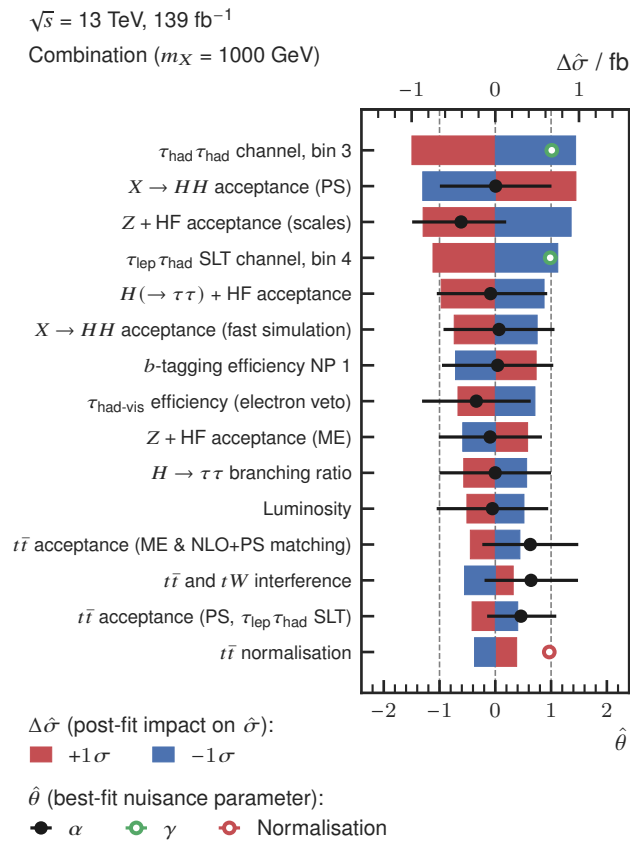 √s = 13 TeV, 139 fb⁻¹
Combination (m_X = 1000 GeV)
Δσ̂ / fb
−1 0 1
τ_had τ_had channel, bin 3
X → HH acceptance (PS)
Z + HF acceptance (scales)
τ_lep τ_had SLT channel, bin 4
H(→ ττ) + HF acceptance
X → HH acceptance (fast simulation)
b-tagging efficiency NP 1
τ_had-vis efficiency (electron veto)
Z + HF acceptance (ME)
H → ττ branching ratio
Luminosity
tt̄ acceptance (ME & NLO+PS matching)
tt̄ and tW interference
tt̄ acceptance (PS, τ_lep τ_had SLT)
tt̄ normalisation
−2 −1 0 1 2
θ̂
Δσ̂ (post-fit impact on σ̂):
+1σ −1σ
θ̂ (best-fit nuisance parameter):
α γ Normalisation